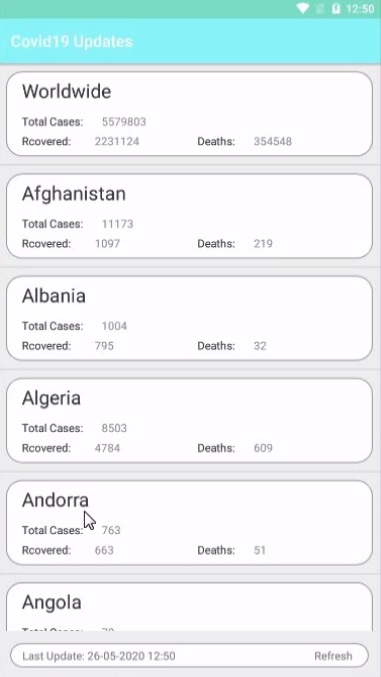 12:50
Covid19 Updates
Worldwide
Total Cases: 5579803
Rcovered: 2231124 Deaths: 354548
Afghanistan
Total Cases: 11173
Rcovered: 1097 Deaths: 219
Albania
Total Cases: 1004
Rcovered: 795 Deaths: 32
Algeria
Total Cases: 8503
Rcovered: 4784 Deaths: 609
Andorra
Total Cases: 763
Rcovered: 663 Deaths: 51
Angola
Total Cases:
Last Update: 26-05-2020 12:50 Refresh